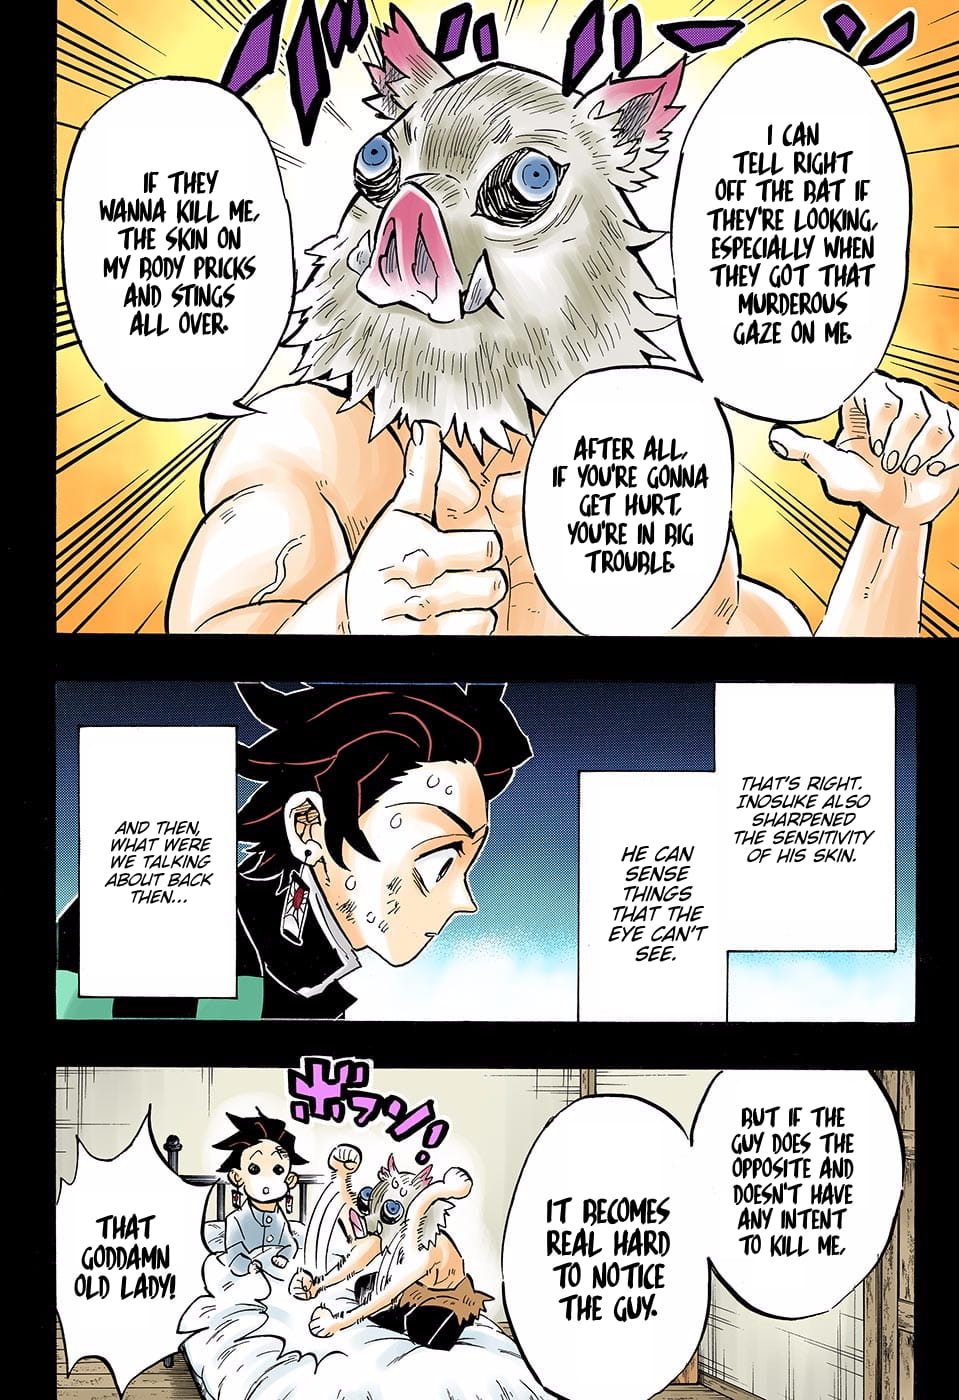 I CAN
TELL RIGHT
OFF THE BAT IF
THEY'RE LOOKING,
ESPECIALLY WHEN
THEY GOT THAT
MURDEROUS
GAZE ON ME.
AFTER ALL,
IF YOU'RE GONNA
GET HURT,
YOU'RE IN BIG
TROUBLE.
IF THEY
WANNA KILL ME,
THE SKIN ON
MY BODY PRICKS
AND STINGS
ALL OVER.
THAT'S RIGHT.
INOSUKE ALSO
SHARPENED
THE SENSITIVITY
OF HIS SKIN.
HE CAN
SENSE
THINGS
THAT THE
EYE CAN'T
SEE.
AND THEN,
WHAT WERE
WE TALKING
ABOUT BACK
THEN...
BUT IF THE
GUY DOES THE
OPPOSITE AND
DOESN'T HAVE
ANY INTENT
TO KILL ME,
IT BECOMES
REAL HARD
TO NOTICE
THE GUY.
THAT
GODDAMN
OLD LADY!